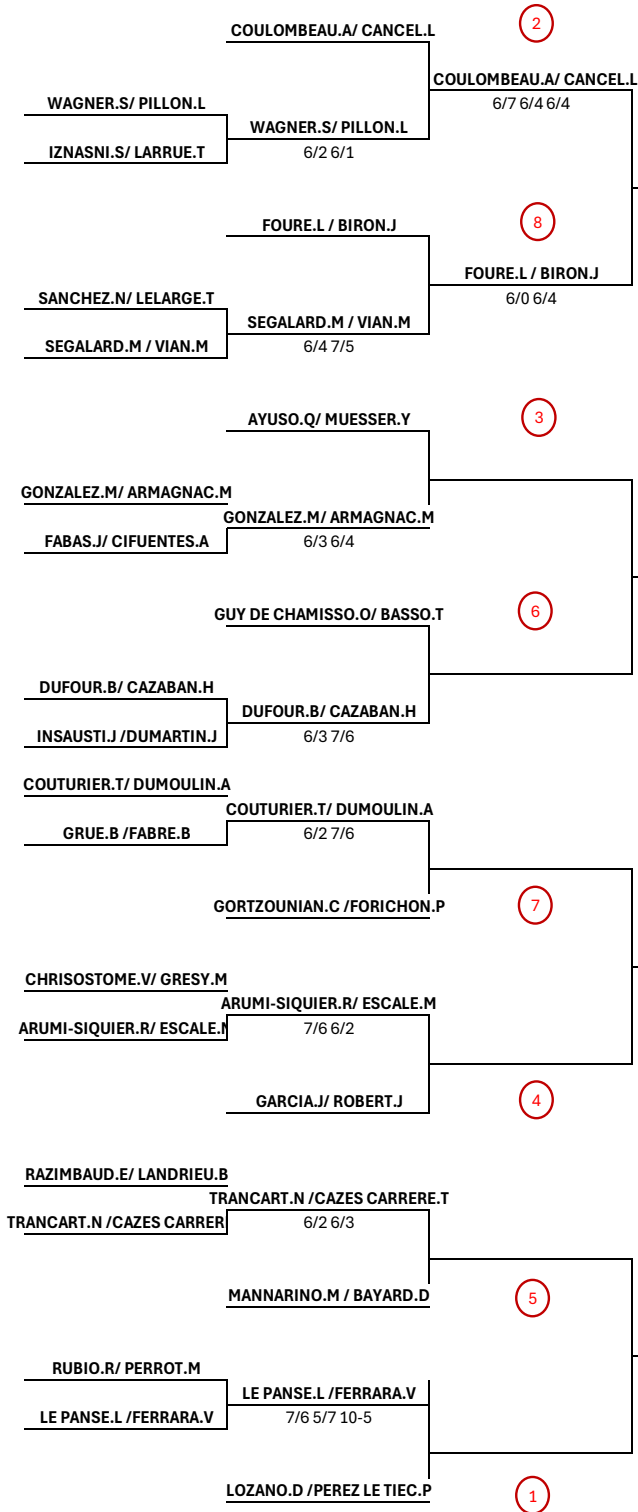 COULOMBEAU.A/ CANCEL.L
2
COULOMBEAU.A/ CANCEL.L
WAGNER.S/ PILLON.L
6/7 6/4 6/4
WAGNER.S/ PILLON.L
IZNASNI.S/ LARRUE.T
6/2 6/1
FOURE.L / BIRON.J
8
FOURE.L / BIRON.J
SANCHEZ.N/ LELARGE.T
6/0 6/4
SEGALARD.M / VIAN.M
SEGALARD.M / VIAN.M
6/4 7/5
AYUSO.Q/ MUESSER.Y
3
GONZALEZ.M/ ARMAGNAC.M
GONZALEZ.M/ ARMAGNAC.M
FABAS.J/ CIFUENTES.A
6/3 6/4
GUY DE CHAMISSO.O/ BASSO.T
6
DUFOUR.B/ CAZABAN.H
DUFOUR.B/ CAZABAN.H
INSAUSTI.J /DUMARTIN.J
6/3 7/6
COUTURIER.T/ DUMOULIN.A
COUTURIER.T/ DUMOULIN.A
GRUE.B /FABRE.B
6/2 7/6
GORTZOUNIAN.C /FORICHON.P
7
CHRISOSTOME.V/ GRESY.M
ARUMI-SIQUIER.R/ ESCALE.M
ARUMI-SIQUIER.R/ ESCALE.M
7/6 6/2
GARCIA.J/ ROBERT.J
4
RAZIMBAUD.E/ LANDRIEU.B
TRANCART.N /CAZES CARRERE.T
TRANCART.N /CAZES CARRER
6/2 6/3
MANNARINO.M / BAYARD.D
5
RUBIO.R/ PERROT.M
LE PANSE.L /FERRARA.V
LE PANSE.L /FERRARA.V
7/6 5/7 10-5
LOZANO.D /PEREZ LE TIEC.P
1